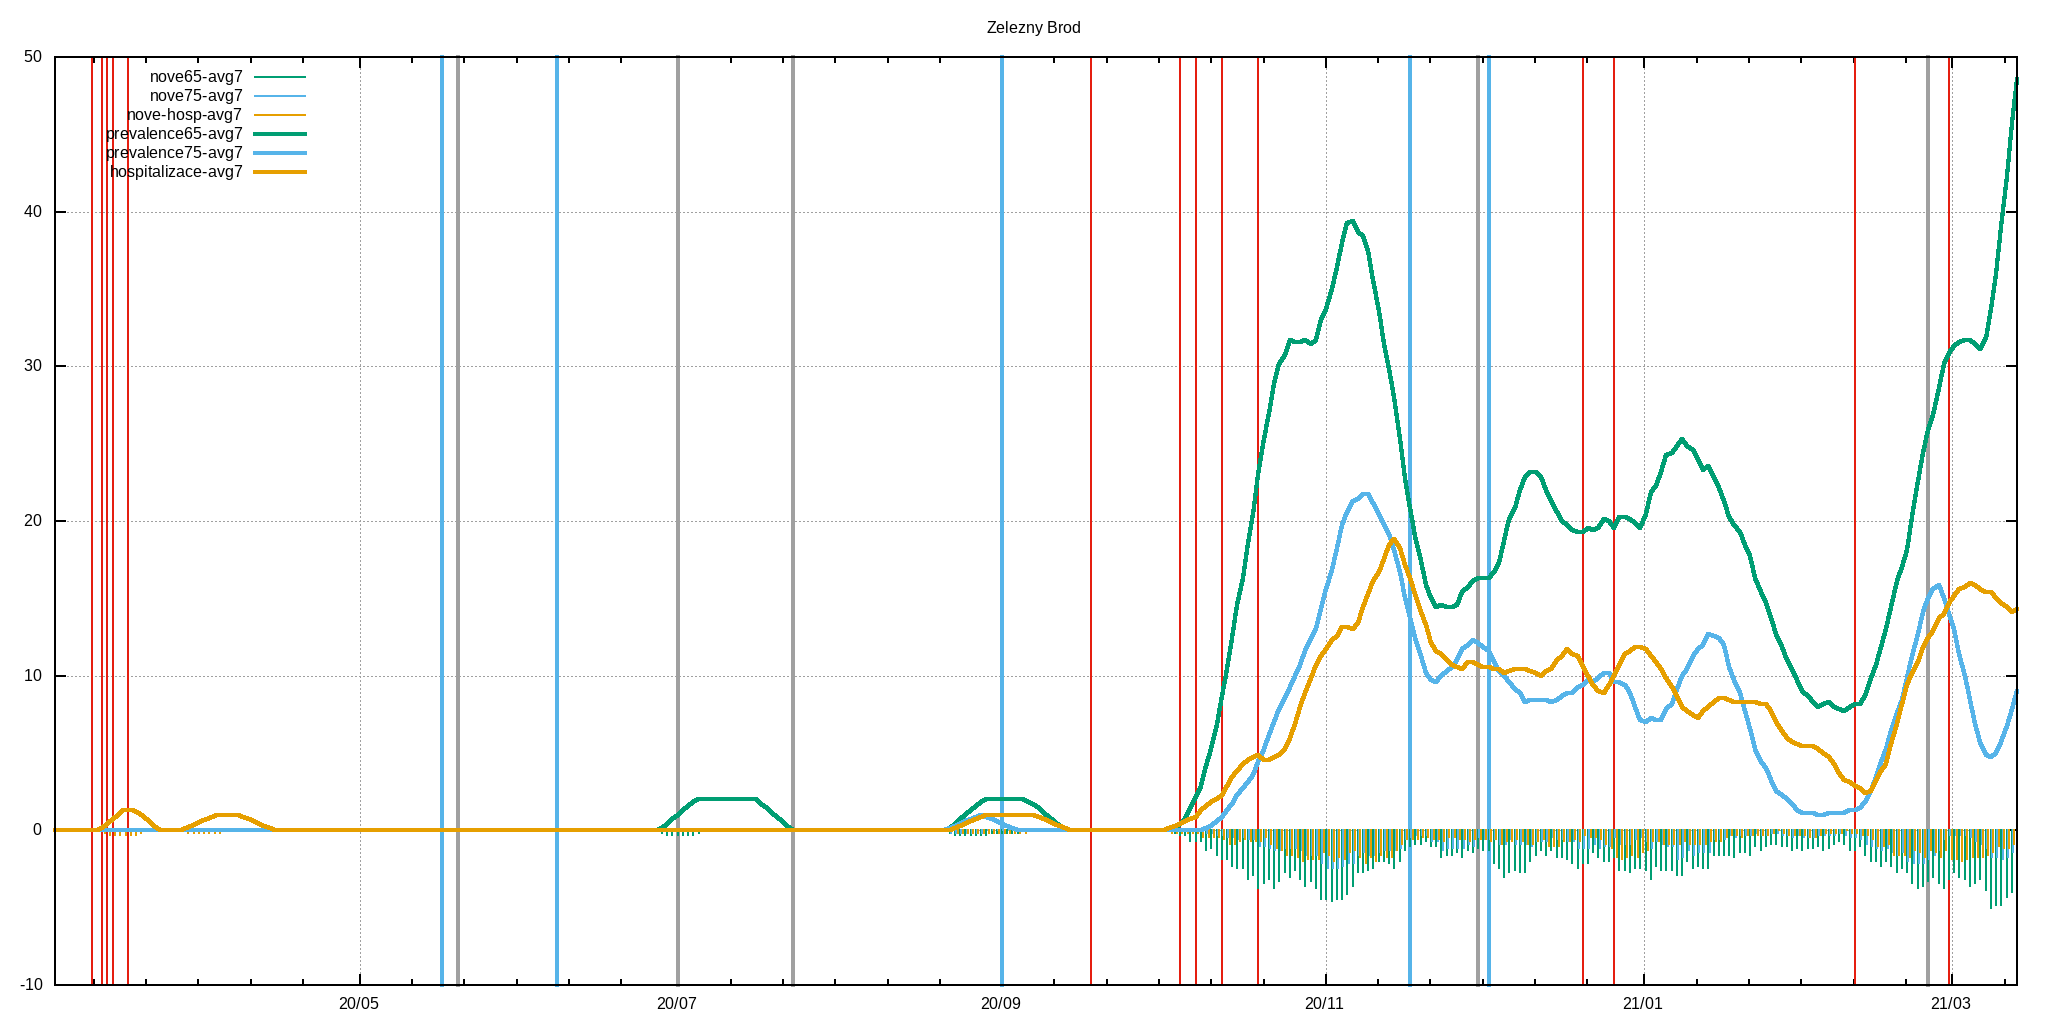 Zelezny Brod
50
nove65-avg7
nove75-avg7
nove-hosp-avg7
prevalence65-avg7
prevalence75-avg7
hospitalizace-avg7
40
30
20
10
0
-10
20/05 20/07 20/09 20/11 21/01 21/03